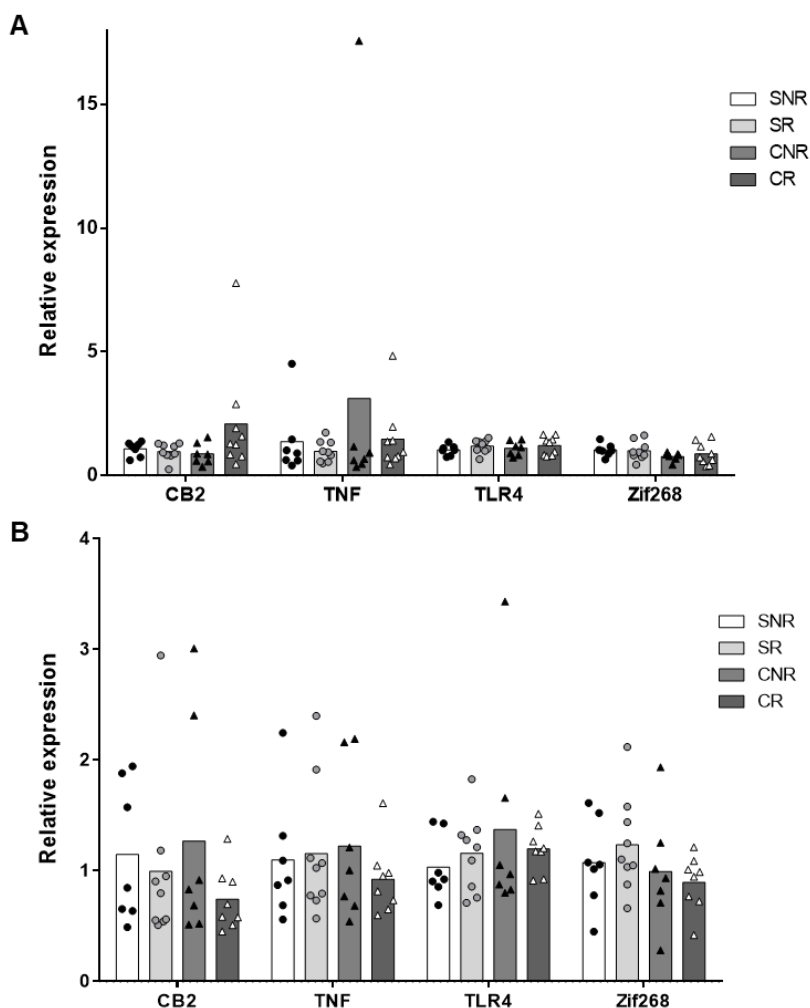 A
Relative expression
15
10
5
0
CB2 TNF TLR4 Zif268
SNR
SR
CNR
CR
B
Relative expression
4
3
2
1
0
CB2 TNF TLR4 Zif268
SNR
SR
CNR
CR